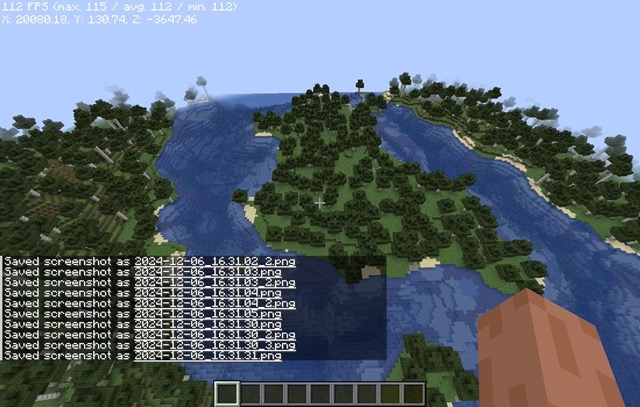 112 FPS (max. 115 / avg. 112 / min. 112)
X: 20080.18, Y: 130.74, Z: -3647.46
Saved screenshot as 2024-12-06_16.31.02_2.png
Saved screenshot as 2024-12-06_16.31.03.png
Saved screenshot as 2024-12-06_16.31.03_2.png
Saved screenshot as 2024-12-06_16.31.04.png
Saved screenshot as 2024-12-06_16.31.04_2.png
Saved screenshot as 2024-12-06_16.31.05.png
Saved screenshot as 2024-12-06_16.31.30.png
Saved screenshot as 2024-12-06_16.31.30_2.png
Saved screenshot as 2024-12-06_16.31.30_3.png
Saved screenshot as 2024-12-06_16.31.31.png